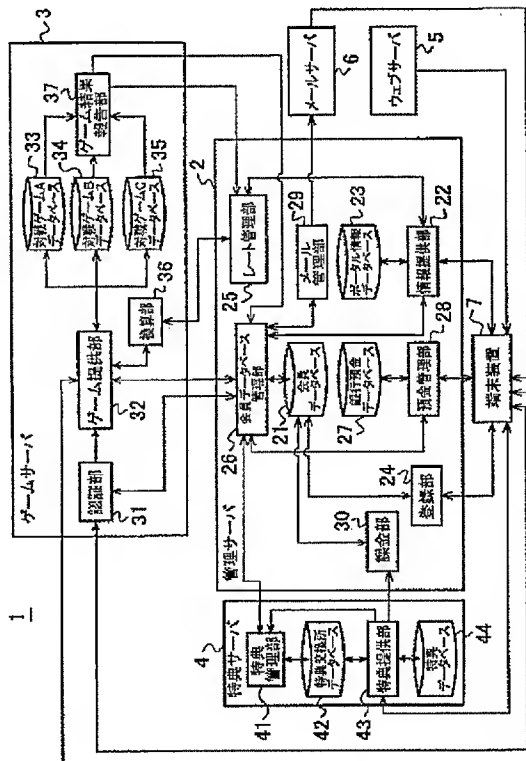 1
ゲームサーバ
3
認証部
31
ゲーム提供部
32
換算部
36
対戦ゲームA
データベース
33
対戦ゲームB
データベース
34
対戦ゲームC
データベース
35
ゲーム結果
報告部
37
管理サーバ
2
会員データベース
管理部
26
レート管理部
25
会員
データベース
21
メール
管理部
29
銀行預金
データベース
27
ポータル情報
データベース
23
預金管理部
28
情報提供部
22
登録部
24
課金部
30
特典サーバ
4
特典
管理部
41
特典交換所
データベース
42
特典提供部
43
特典
データベース
44
端末装置
7
メールサーバ
6
ウェブサーバ
5